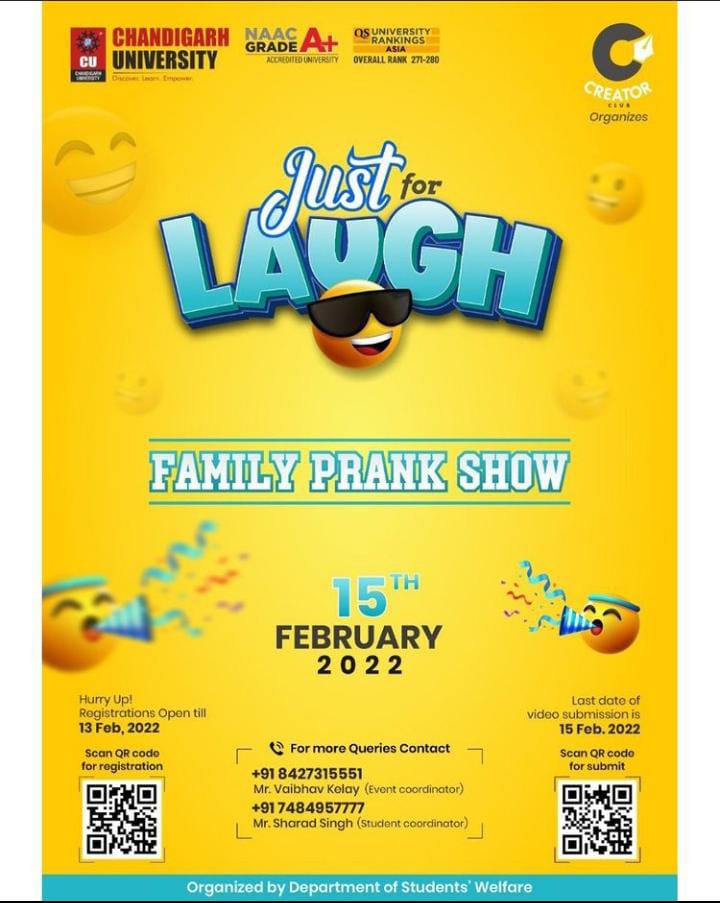 CHANDIGARH
UNIVERSITY
Discover. Learn. Empower.
CU
CHANDIGARH
UNIVERSITY
NAAC
GRADE A+
ACCREDITED UNIVERSITY
QS UNIVERSITY
RANKINGS
ASIA
OVERALL RANK 271-280
CREATOR
CLUB
Organizes
Just for
LAUGH
FAMILY PRANK SHOW
15TH
FEBRUARY
2022
Hurry Up!
Registrations Open till
13 Feb, 2022
Scan QR code
for registration
For more Queries Contact
+91 8427315551
Mr. Vaibhav Kelay (Event coordinator)
+91 7484957777
Mr. Sharad Singh (Student coordinator)
Last date of
video submission is
15 Feb. 2022
Scan QR code
for submit
Organized by Department of Students' Welfare